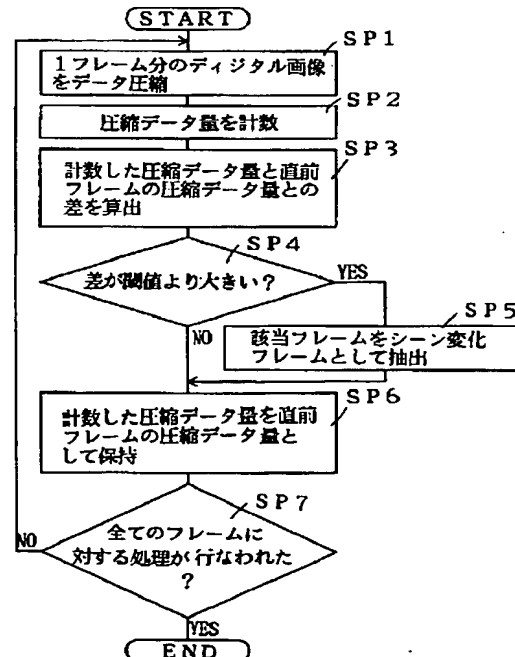 START
SP1
1フレーム分のディジタル画像
をデータ圧縮
SP2
圧縮データ量を計数
SP3
計数した圧縮データ量と直前
フレームの圧縮データ量との
差を算出
SP4
差が閾値より大きい?
YES
NO
SP5
該当フレームをシーン変化
フレームとして抽出
SP6
計数した圧縮データ量を直前
フレームの圧縮データ量と
して保持
SP7
全てのフレームに
対する処理が行なわれた
?
NO
YES
END